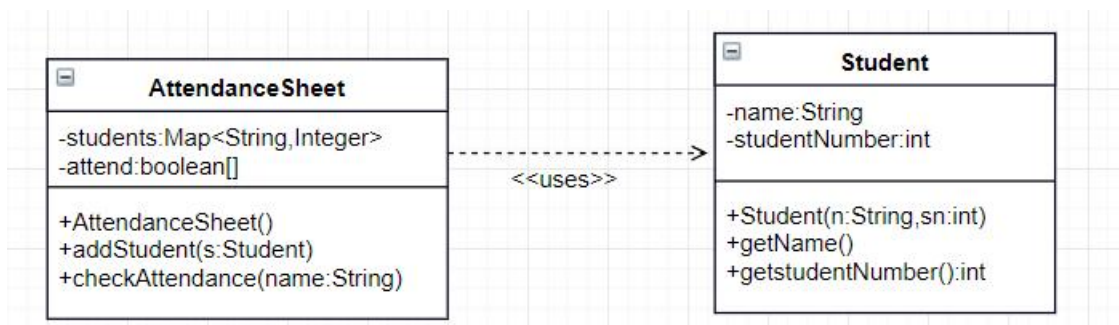 AttendanceSheet
-students:Map<String,Integer>
-attend:boolean[]
+AttendanceSheet()
+addStudent(s:Student)
+checkAttendance(name:String)
<<uses>>
Student
-name:String
-studentNumber:int
+Student(n:String,sn:int)
+getName()
+getstudentNumber():int